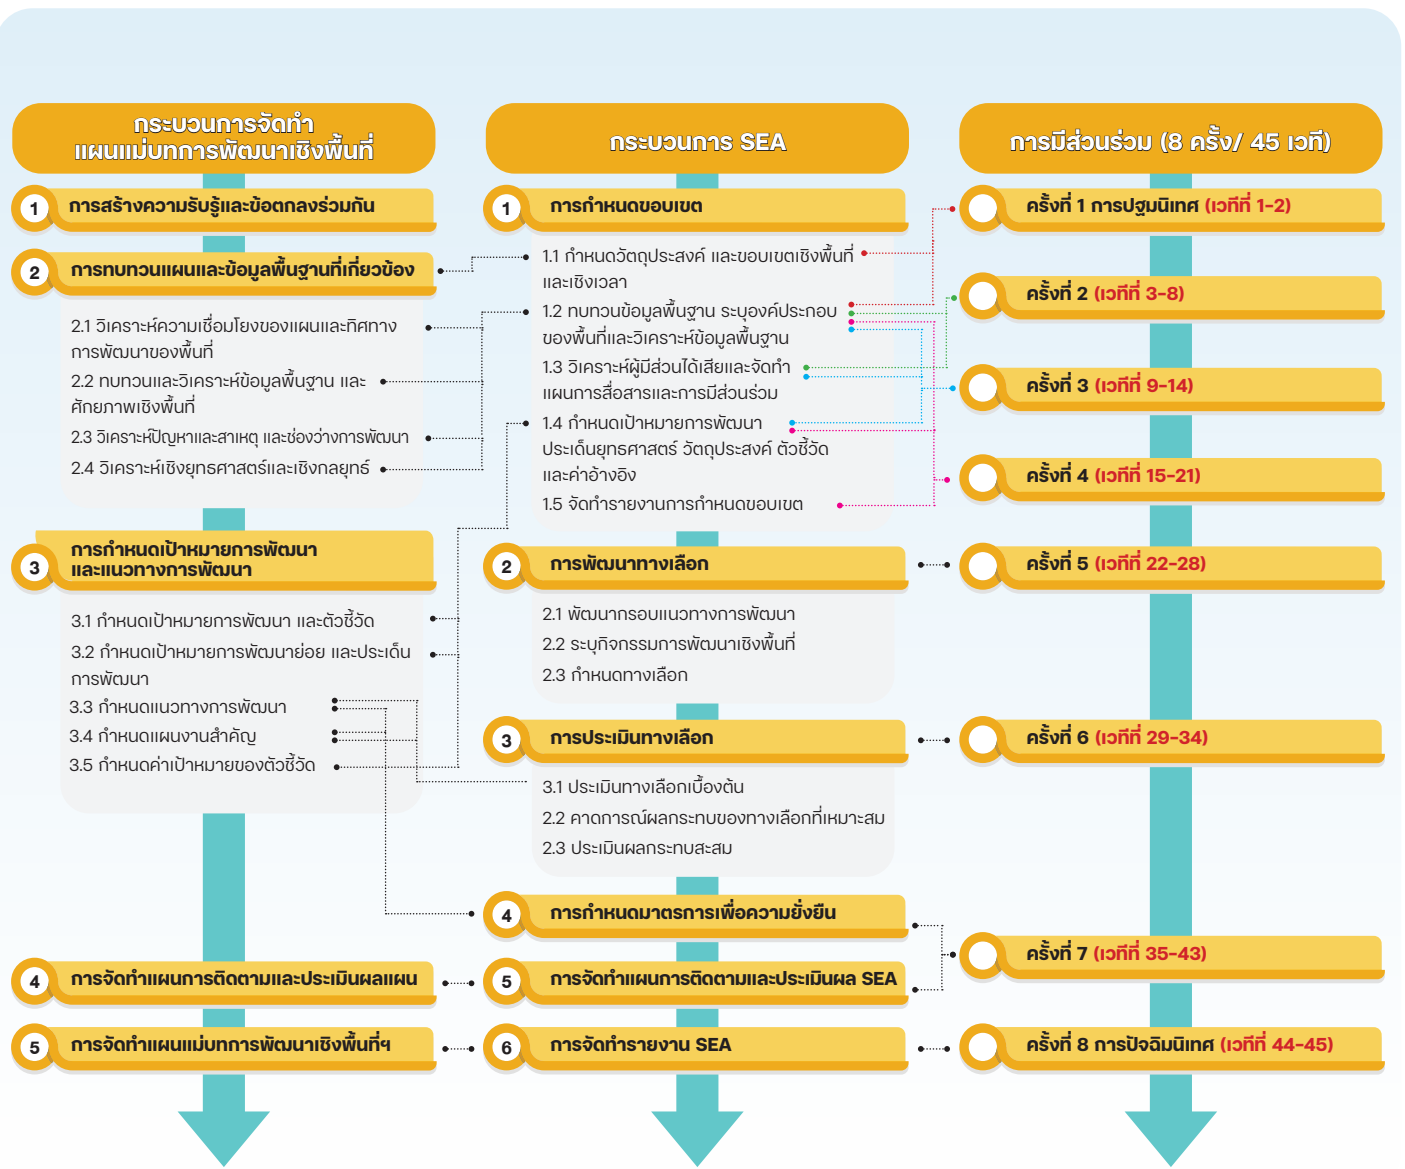 กระบวนการจัดทำ
แผนแม่บทการพัฒนาเชิงพื้นที่
1
การสร้างความรับรู้และข้อตกลงร่วมกัน
2
การทบทวนแผนและข้อมูลพื้นฐานที่เกี่ยวข้อง
2.1 วิเคราะห์ความเชื่อมโยงของแผนและทิศทาง
การพัฒนาของพื้นที่
2.2 ทบทวนและวิเคราะห์ข้อมูลพื้นฐาน และ
ศักยภาพเชิงพื้นที่
2.3 วิเคราะห์ปัญหาและสาเหตุ และช่องว่างการพัฒนา
2.4 วิเคราะห์เชิงยุทธศาสตร์และเชิงกลยุทธ์
3
การกำหนดเป้าหมายการพัฒนา
และแนวทางการพัฒนา
3.1 กำหนดเป้าหมายการพัฒนา และตัวชี้วัด
3.2 กำหนดเป้าหมายการพัฒนาย่อย และประเด็น
การพัฒนา
3.3 กำหนดแนวทางการพัฒนา
3.4 กำหนดแผนงานสำคัญ
3.5 กำหนดค่าเป้าหมายของตัวชี้วัด
4
การจัดทำแผนการติดตามและประเมินผลแผน
5
การจัดทำแผนแม่บทการพัฒนาเชิงพื้นที่ฯ
กระบวนการ SEA
1
การกำหนดขอบเขต
1.1 กำหนดวัตถุประสงค์ และขอบเขตเชิงพื้นที่
และเชิงเวลา
1.2 ทบทวนข้อมูลพื้นฐาน ระบุองค์ประกอบ
ของพื้นที่และวิเคราะห์ข้อมูลพื้นฐาน
1.3 วิเคราะห์ผู้มีส่วนได้เสียและจัดทำ
แผนการสื่อสารและการมีส่วนร่วม
1.4 กำหนดเป้าหมายการพัฒนา
ประเด็นยุทธศาสตร์ วัตถุประสงค์ ตัวชี้วัด
และค่าอ้างอิง
1.5 จัดทำรายงานการกำหนดขอบเขต
2
การพัฒนาทางเลือก
2.1 พัฒนากรอบแนวทางการพัฒนา
2.2 ระบุกิจกรรมการพัฒนาเชิงพื้นที่
2.3 กำหนดทางเลือก
3
การประเมินทางเลือก
3.1 ประเมินทางเลือกเบื้องต้น
2.2 คาดการณ์ผลกระทบของทางเลือกที่เหมาะสม
2.3 ประเมินผลกระทบสะสม
4
การกำหนดมาตรการเพื่อความยั่งยืน
5
การจัดทำแผนการติดตามและประเมินผล SEA
6
การจัดทำรายงาน SEA
การมีส่วนร่วม (8 ครั้ง/ 45 เวที)
ครั้งที่ 1 การปฐมนิเทศ (เวทีที่ 1-2)
ครั้งที่ 2 (เวทีที่ 3-8)
ครั้งที่ 3 (เวทีที่ 9-14)
ครั้งที่ 4 (เวทีที่ 15-21)
ครั้งที่ 5 (เวทีที่ 22-28)
ครั้งที่ 6 (เวทีที่ 29-34)
ครั้งที่ 7 (เวทีที่ 35-43)
ครั้งที่ 8 การปัจฉิมนิเทศ (เวทีที่ 44-45)